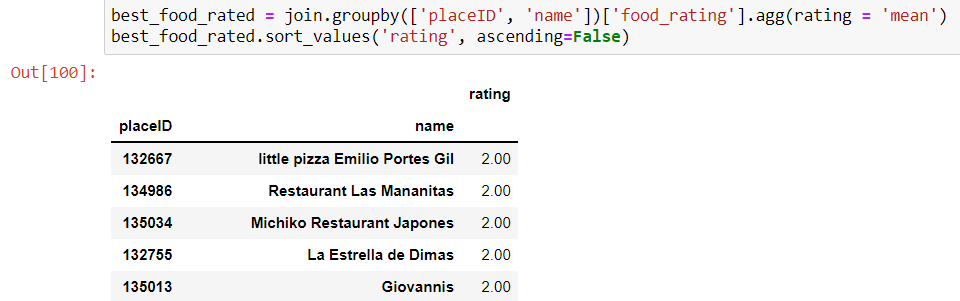 best_food_rated = join.groupby(['placeID', 'name'])['food_rating'].agg(rating = 'mean')
best_food_rated.sort_values('rating', ascending=False)
Out[100]:
rating
placeID name
132667 little pizza Emilio Portes Gil 2.00
134986 Restaurant Las Mananitas 2.00
135034 Michiko Restaurant Japones 2.00
132755 La Estrella de Dimas 2.00
135013 Giovannis 2.00